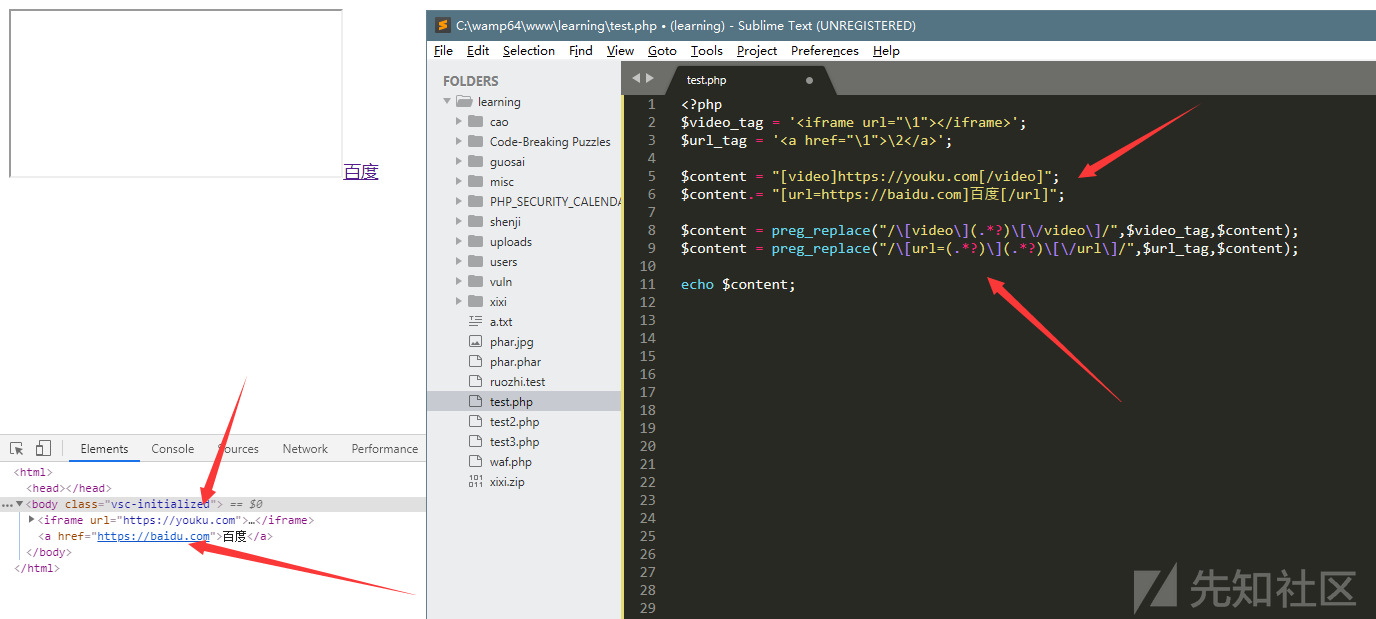 百度
Elements Console Sources Network Performance
<html>
<head></head>
<body class="vsc-initialized"> == $0
<iframe url="https://youku.com">…</iframe>
<a href="https://baidu.com">百度</a>
</body>
</html>
C:\wamp64\www\learning\test.php • (learning) - Sublime Text (UNREGISTERED)
File Edit Selection Find View Goto Tools Project Preferences Help
FOLDERS
learning
cao
Code-Breaking Puzzles
guosai
misc
PHP_SECURITY_CALENDA
shenji
uploads
users
vuln
xixi
a.txt
phar.jpg
phar.phar
ruozhi.test
test.php
test2.php
test3.php
waf.php
xixi.zip
test.php
1 <?php
2 $video_tag = '<iframe url="\1"></iframe>';
3 $url_tag = '<a href="\1">\2</a>';
4
5 $content = "[video]https://youku.com[/video]";
6 $content.= "[url=https://baidu.com]百度[/url]";
7
8 $content = preg_replace("/\[video\](.*?)\[\/video\]/",$video_tag,$content);
9 $content = preg_replace("/\[url=(.*?)\](.*?)\[\/url\]/",$url_tag,$content);
10
11 echo $content;
12
13
14
15
16
17
18
19
20
21
22
23
24
25
26
27
28
29
先知社区